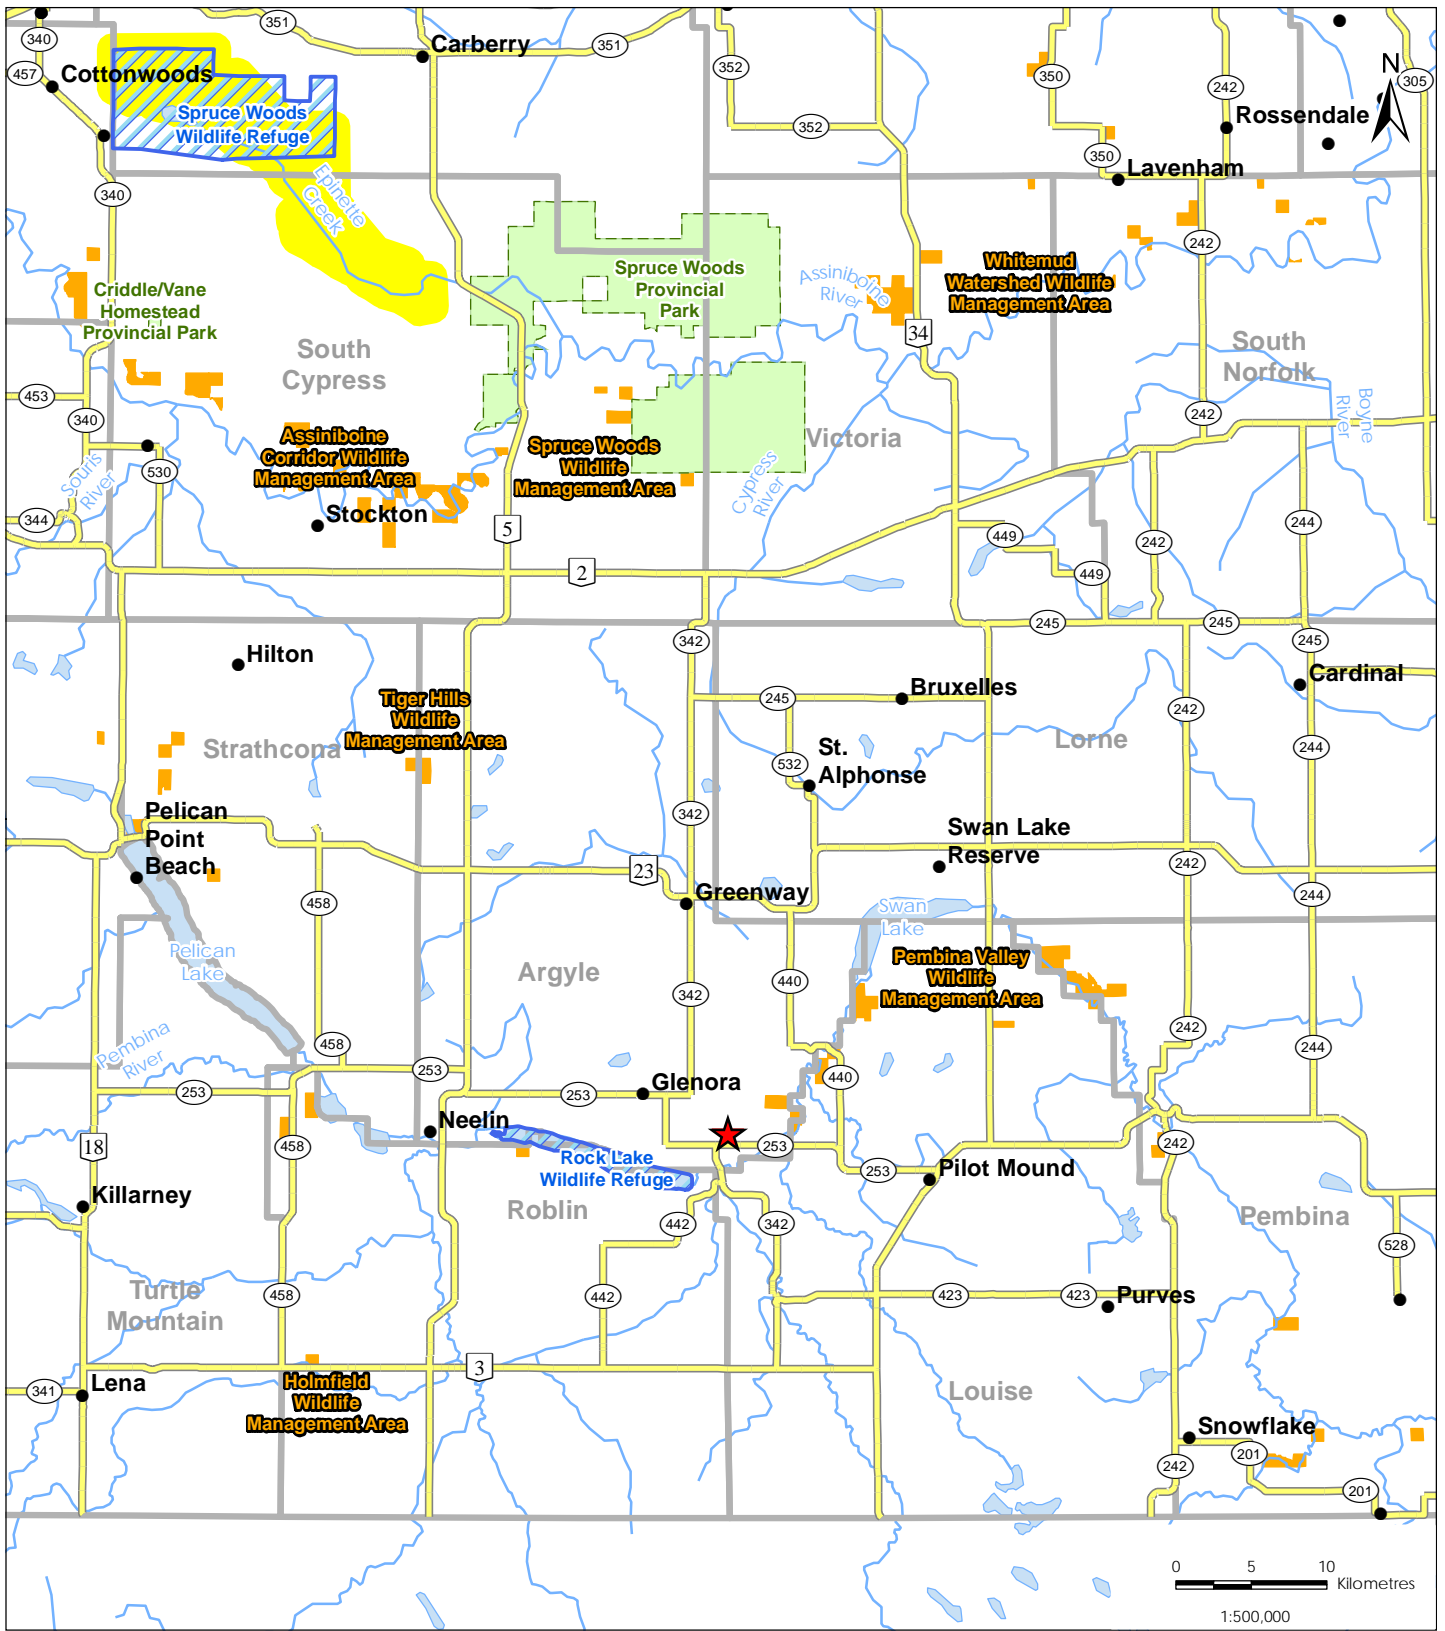 351
340
Carberry
351
457
Cottonwoods
352
350
N
305
242
Spruce Woods
Wildlife Refuge
Rossendale
352
350
Lavenham
340
Epinette
Creek
242
Criddle/Vane
Homestead
Provincial Park
Spruce Woods
Provincial
Park
Assiniboine
River
Whitemud
Watershed Wildlife
Management Area
34
South
Cypress
South
Norfolk
453
340
242
Boyne
River
Assiniboine
Corridor Wildlife
Management Area
Spruce Woods
Wildlife
Management Area
Victoria
Souris
River
530
Cypress
River
344
Stockton
5
449
242
244
2
449
245
245
342
245
Hilton
Cardinal
Tiger Hills
Wildlife
Management Area
245
Bruxelles
242
Strathcona
St.
Alphonse
532
Lorne
244
Pelican
Point
Beach
342
Swan Lake
Reserve
23
242
458
Greenway
244
Swan
Lake
Pelican
Lake
Argyle
Pembina Valley
Wildlife
Management Area
440
342
Pembina
River
458
242
244
253
440
253
253
Glenora
Neelin
18
458
253
242
Rock Lake
Wildlife Refuge
253
Pilot Mound
Killarney
Roblin
442
342
Pembina
528
Turtle
Mountain
458
442
423
423
Purves
3
341
Lena
Holmfield
Wildlife
Management Area
Louise
Snowflake
201
242
201
0 5 10
Kilometres
1:500,000